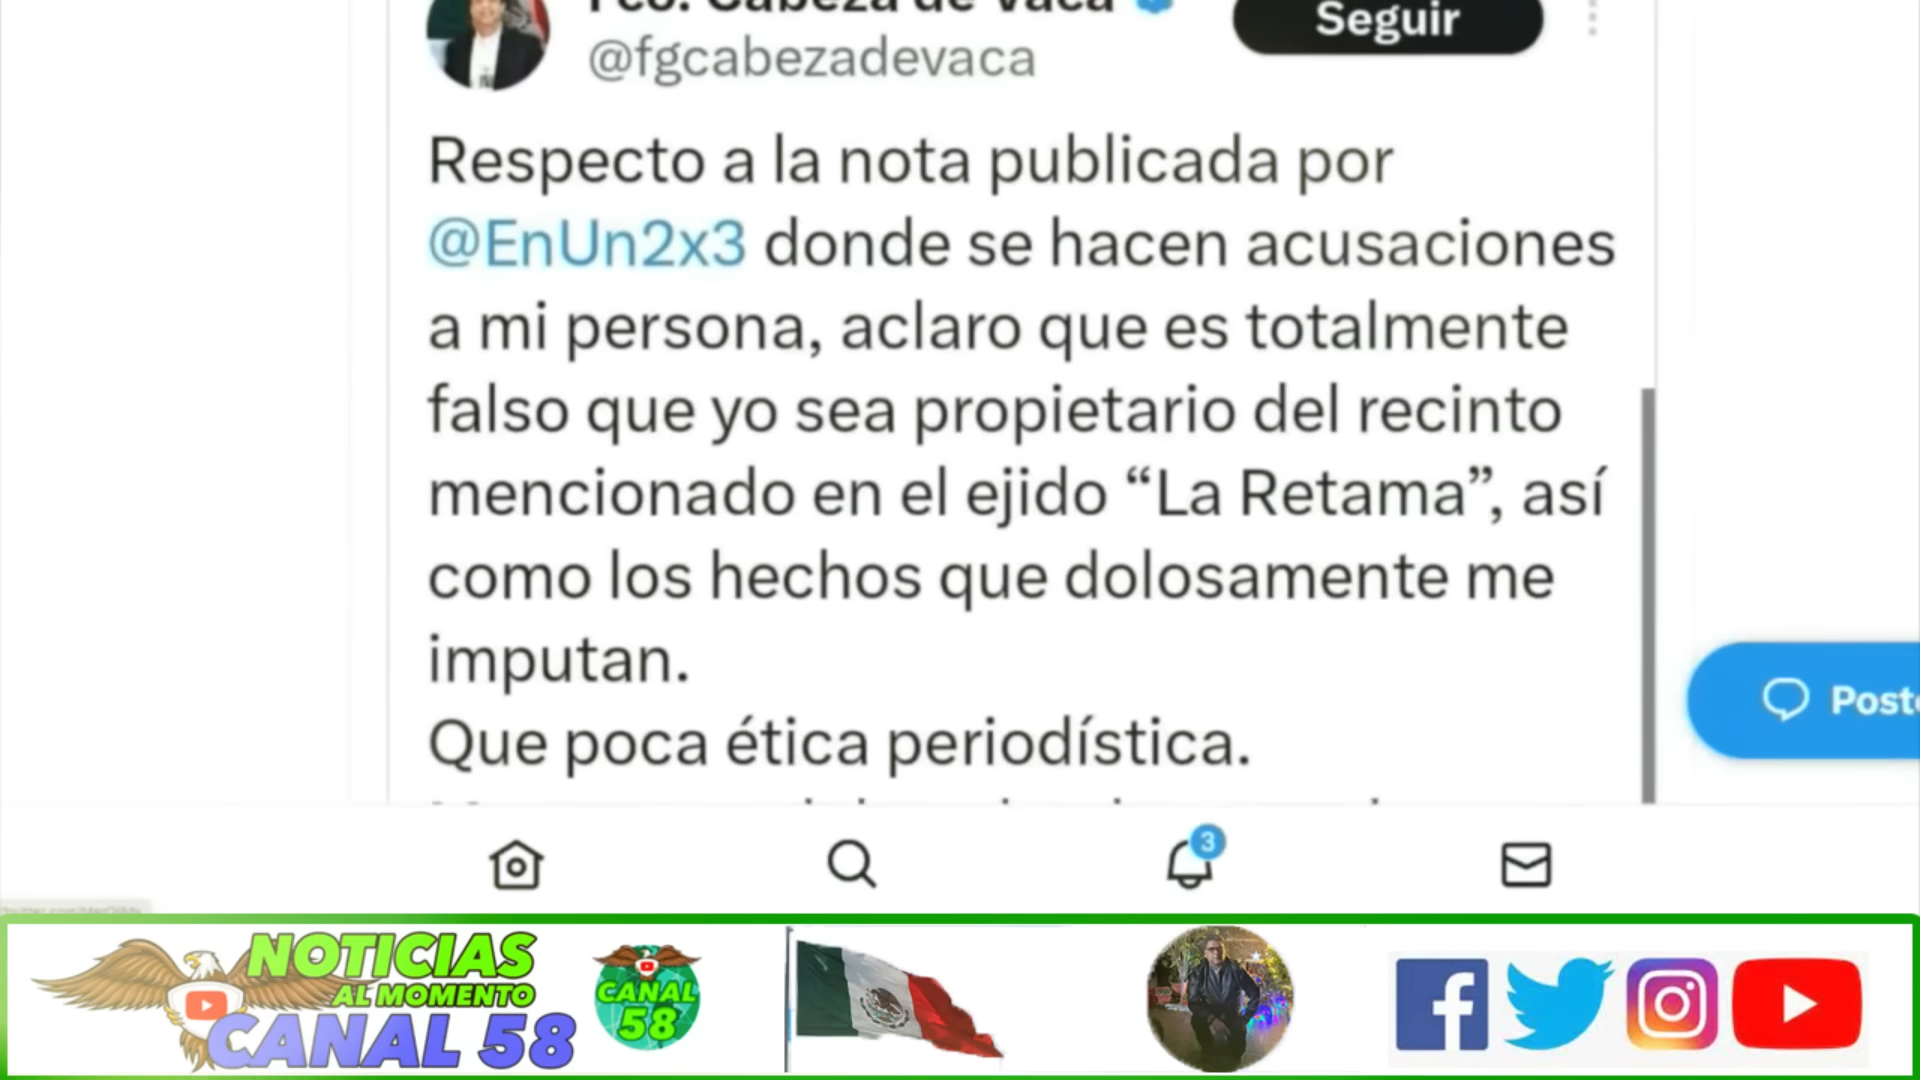 Fco. Cabeza de Vaca
@fgcabezadevaca
Seguir
Respecto a la nota publicada por
@EnUn2x3 donde se hacen acusaciones
a mi persona, aclaro que es totalmente
falso que yo sea propietario del recinto
mencionado en el ejido “La Retama”, así
como los hechos que dolosamente me
imputan.
Que poca ética periodística.
Poste
3
NOTICIAS
AL MOMENTO
CANAL 58
CANAL
58